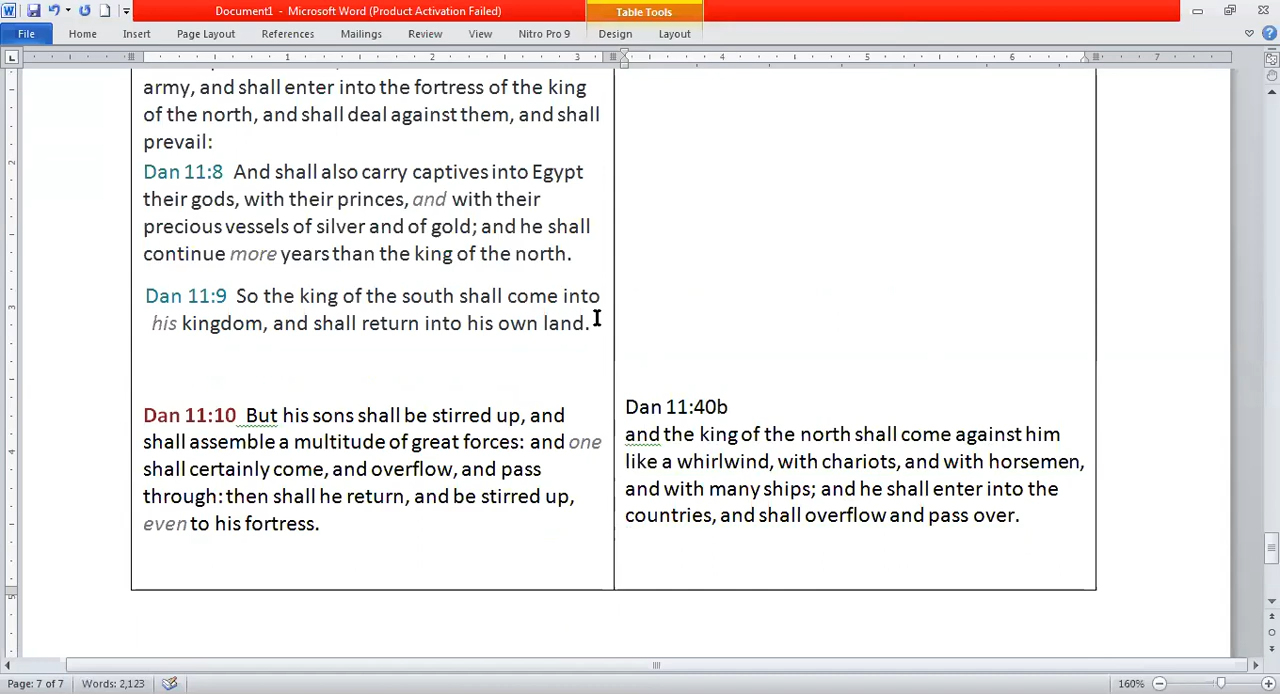 Document1 - Microsoft Word (Product Activation Failed)
Table Tools
File
Home
Insert
Page Layout
References
Mailings
Review
View
Nitro Pro 9
Design
Layout
1
2
3
4
5
6
7
army, and shall enter into the fortress of the king
of the north, and shall deal against them, and shall
prevail:
Dan 11:8 And shall also carry captives into Egypt
their gods, with their princes, and with their
precious vessels of silver and of gold; and he shall
continue more years than the king of the north.
Dan 11:9 So the king of the south shall come into
his kingdom, and shall return into his own land.
Dan 11:10 But his sons shall be stirred up, and
shall assemble a multitude of great forces: and one
shall certainly come, and overflow, and pass
through: then shall he return, and be stirred up,
even to his fortress.
Dan 11:40b
and the king of the north shall come against him
like a whirlwind, with chariots, and with horsemen,
and with many ships; and he shall enter into the
countries, and shall overflow and pass over.
Page: 7 of 7
Words: 2,123
160%